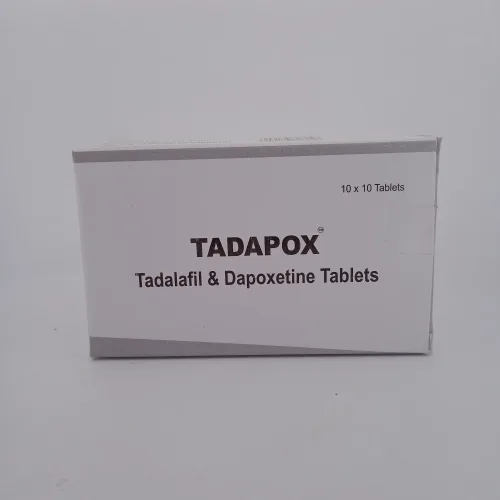 10 x 10 Tablets
TADAPOX
Tadalafil & Dapoxetine Tablets